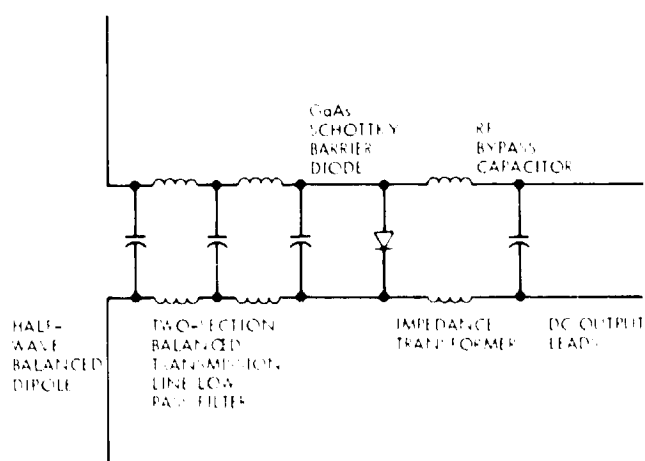 GaAs
SCHOTTKY
BARRIER
DIODE
RF
BYPASS
CAPACITOR
HALF-
WAVE
BALANCED
DIPOLE
TWO-SECTION
BALANCED
TRANSMISSION
LINE LOW
PASS FILTER
IMPEDANCE
TRANSFORMER
DC OUTPUT
LEADS